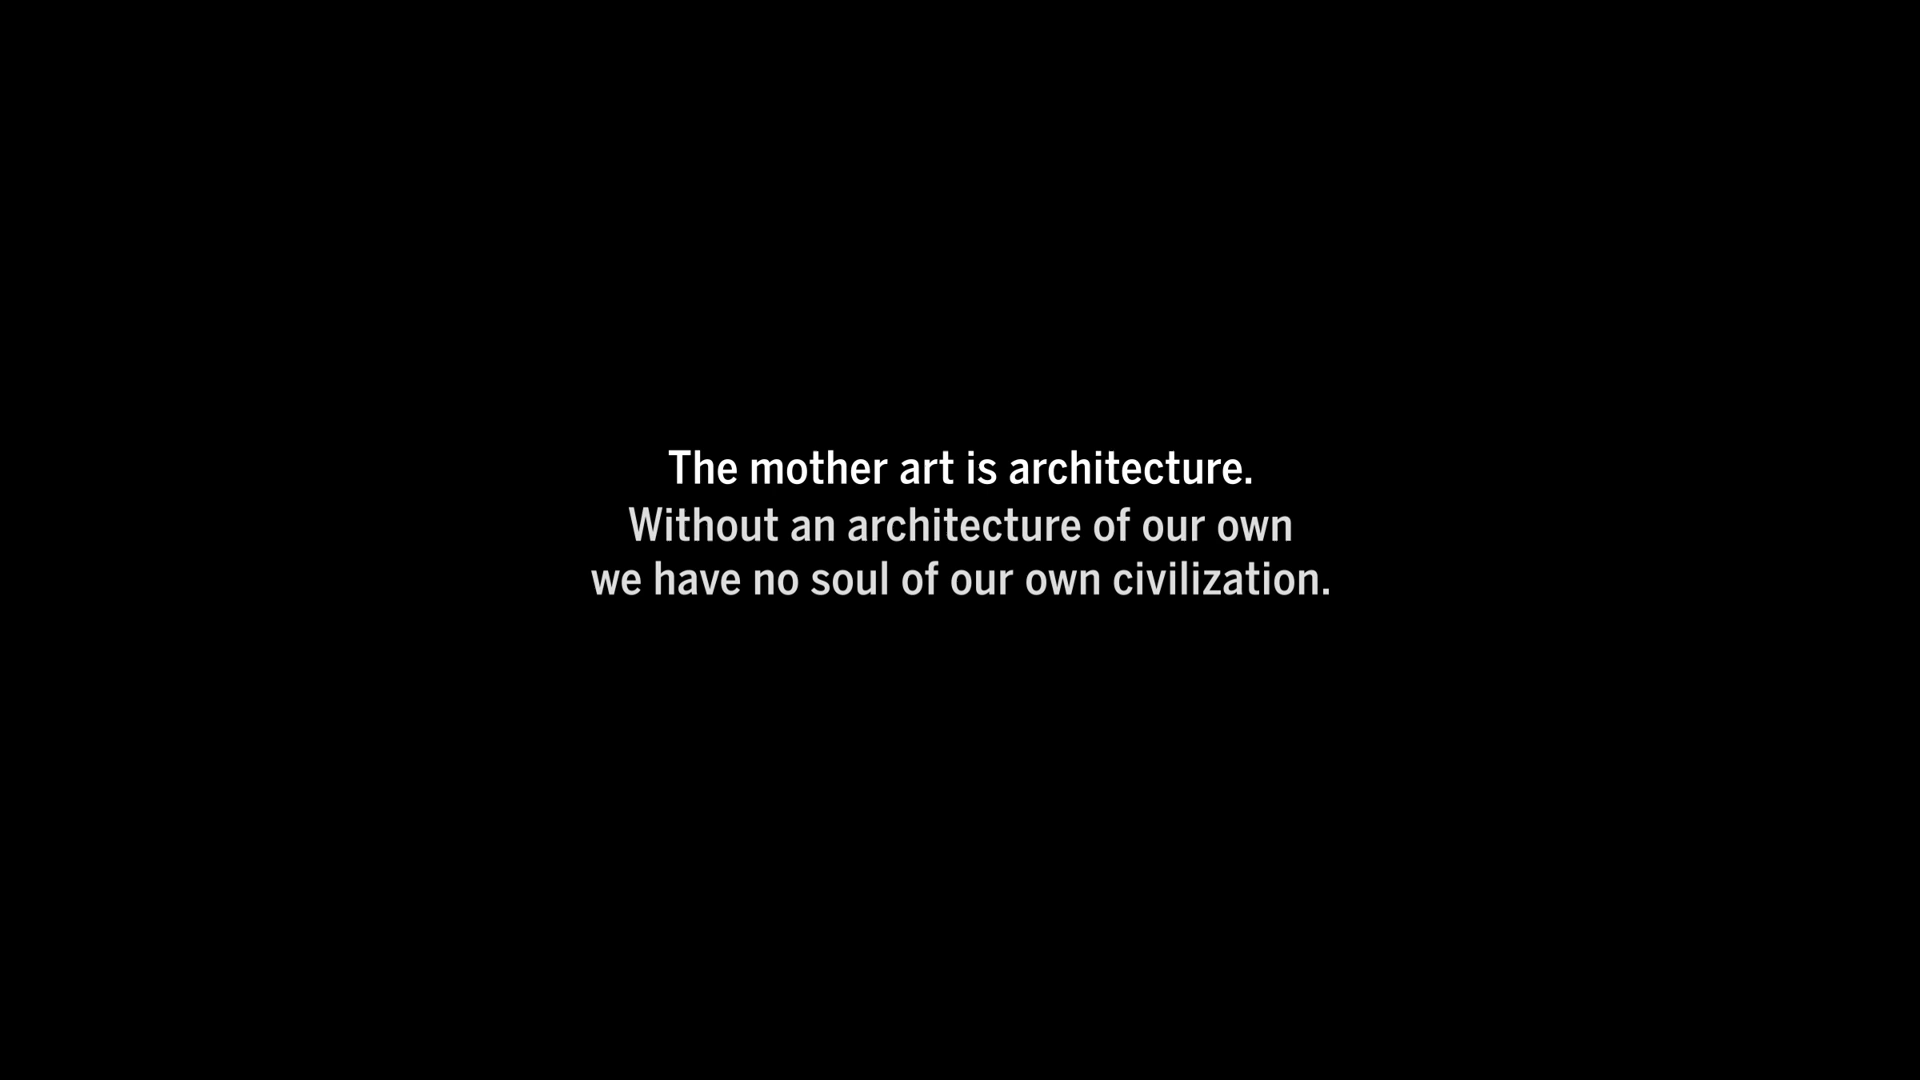 The mother art is architecture.
Without an architecture of our own
we have no soul of our own civilization.